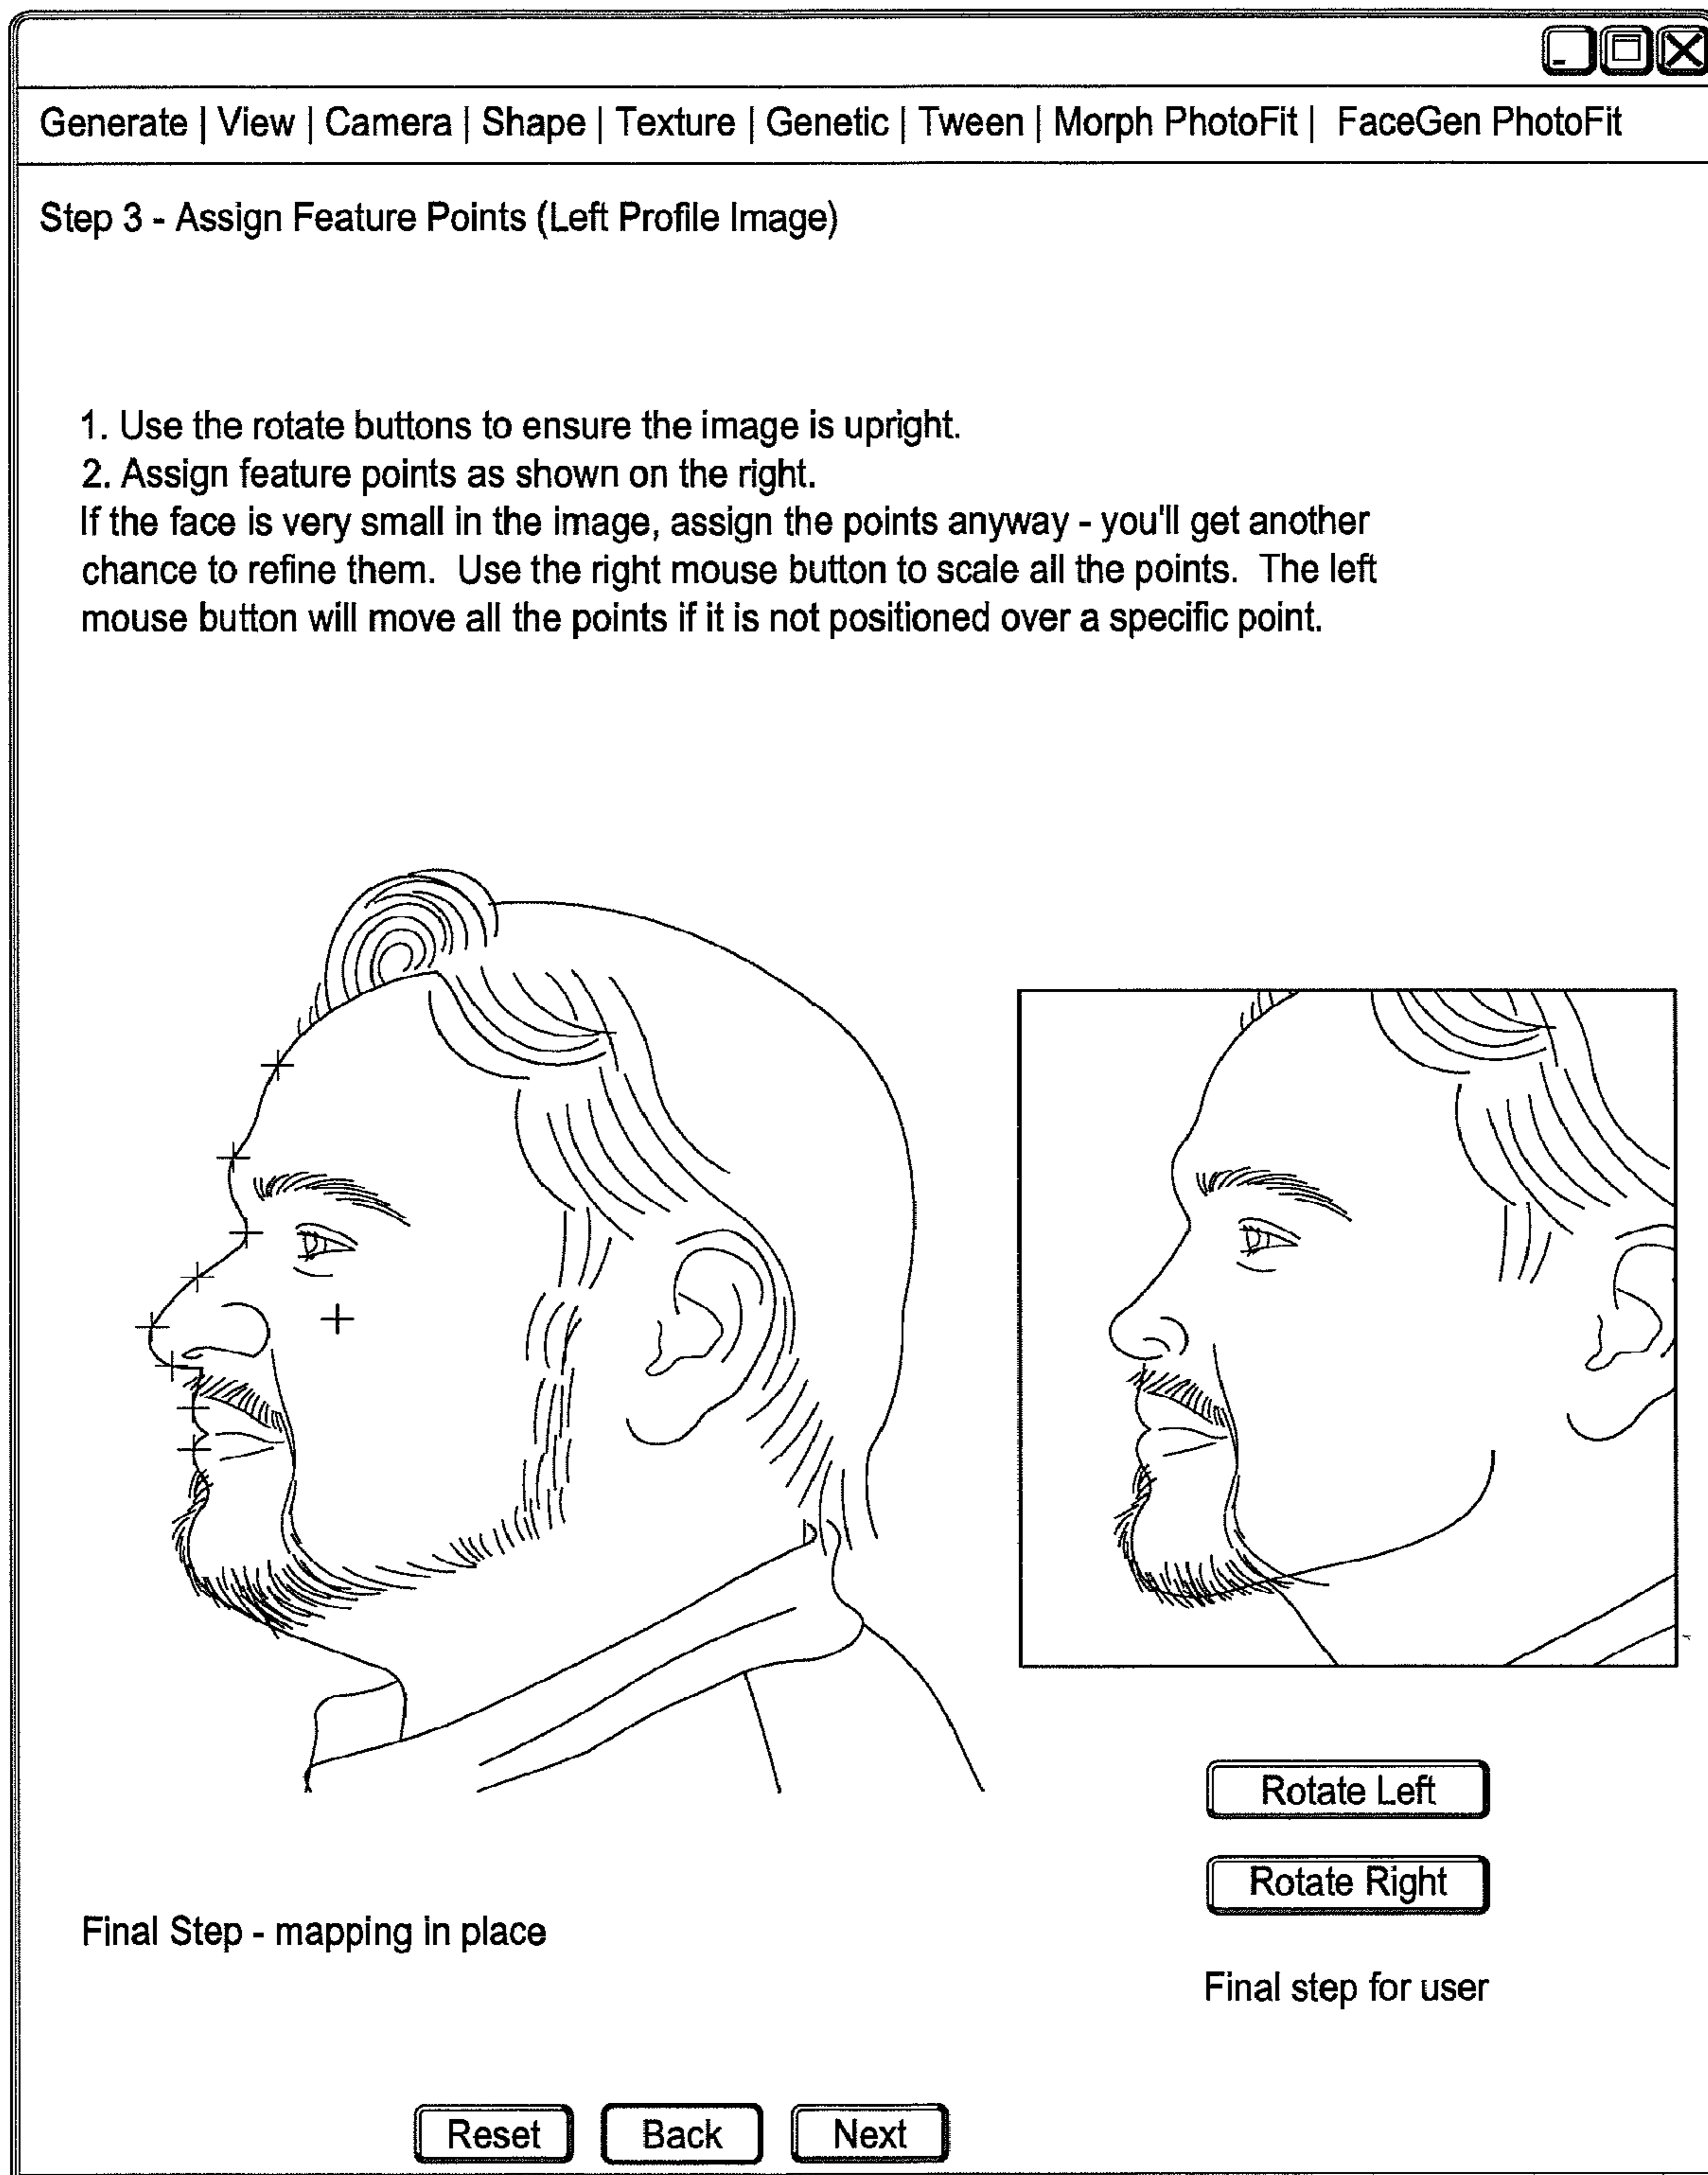 Generate | View | Camera | Shape | Texture | Genetic | Tween | Morph PhotoFit | FaceGen PhotoFit
Step 3 - Assign Feature Points (Left Profile Image)
1. Use the rotate buttons to ensure the image is upright.
2. Assign feature points as shown on the right.
If the face is very small in the image, assign the points anyway - you'll get another
chance to refine them. Use the right mouse button to scale all the points. The left
mouse button will move all the points if it is not positioned over a specific point.
Rotate Left
Rotate Right
Final Step - mapping in place
Final step for user
Reset Back Next